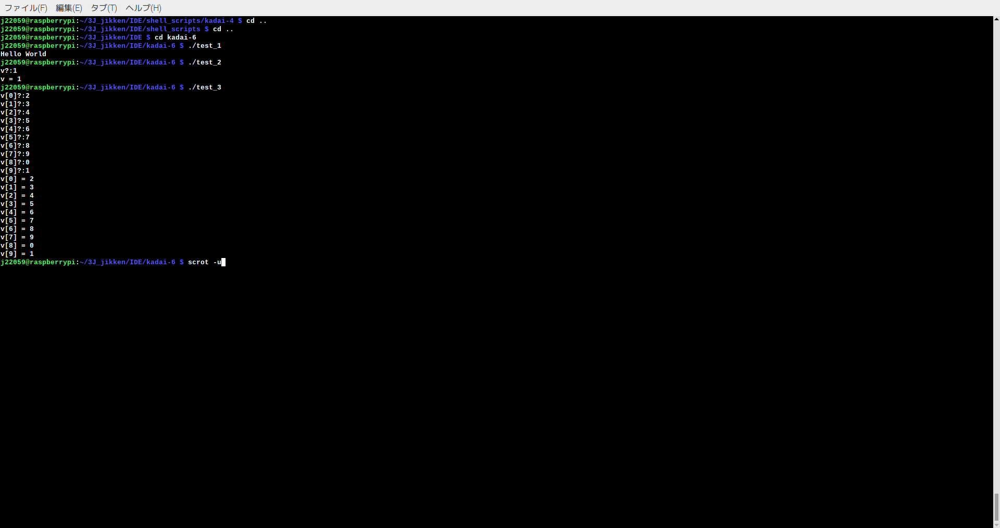 ファイル(F) 編集(E) タブ(T) ヘルプ(H)
j22059@raspberrypi:~/3J_jikken/IDE/shell_scripts/kadai-4 $ cd ..
j22059@raspberrypi:~/3J_jikken/IDE/shell_scripts $ cd ..
j22059@raspberrypi:~/3J_jikken/IDE $ cd kadai-6
j22059@raspberrypi:~/3J_jikken/IDE/kadai-6 $ ./test_1
Hello World
j22059@raspberrypi:~/3J_jikken/IDE/kadai-6 $ ./test_2
v?:1
v = 1
j22059@raspberrypi:~/3J_jikken/IDE/kadai-6 $ ./test_3
v[0]?:2
v[1]?:3
v[2]?:4
v[3]?:5
v[4]?:6
v[5]?:7
v[6]?:8
v[7]?:9
v[8]?:0
v[9]?:1
v[0] = 2
v[1] = 3
v[2] = 4
v[3] = 5
v[4] = 6
v[5] = 7
v[6] = 8
v[7] = 9
v[8] = 0
v[9] = 1
j22059@raspberrypi:~/3J_jikken/IDE/kadai-6 $ scrot -u